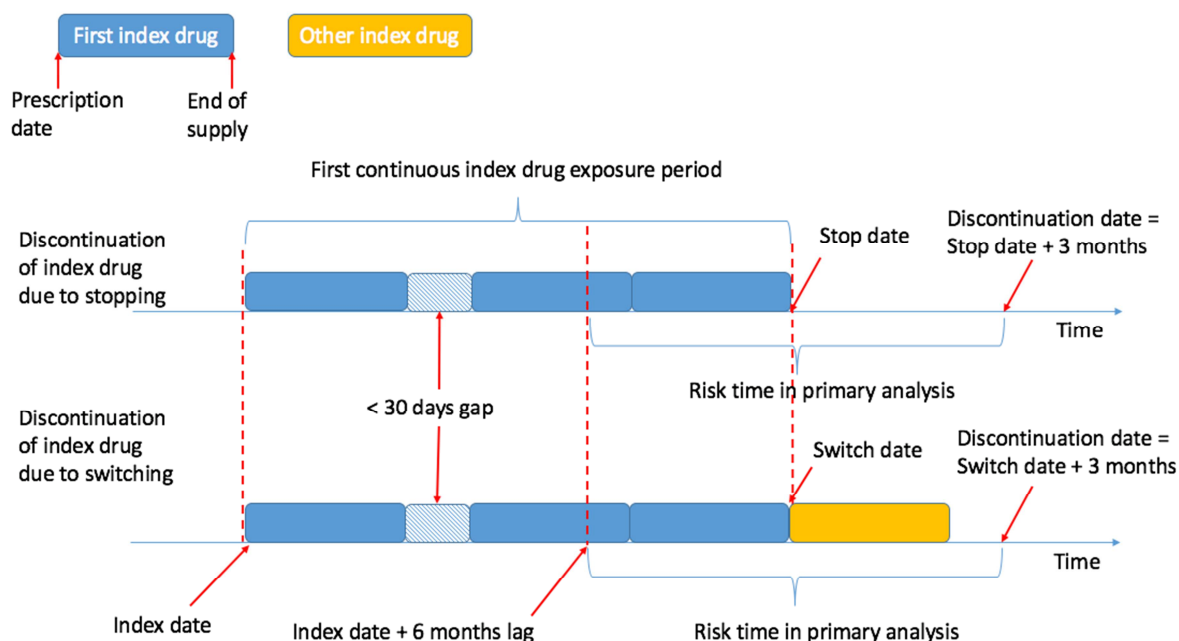 First index drug
Other index drug
Prescription
date
End of
supply
First continuous index drug exposure period
Discontinuation
of index drug
due to stopping
Stop date
Discontinuation date =
Stop date + 3 months
Time
Risk time in primary analysis
< 30 days gap
Discontinuation
of index drug
due to switching
Switch date
Discontinuation date =
Switch date + 3 months
Time
Index date
Index date + 6 months lag
Risk time in primary analysis